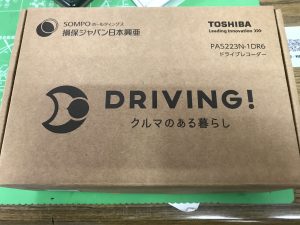 SOMPOホールディングス
損保ジャパン日本興亜
TOSHIBA
Leading Innovation >>>
PA5223N-1DR6
ドライブレコーダー
DRIVING!
クルマのある暮らし